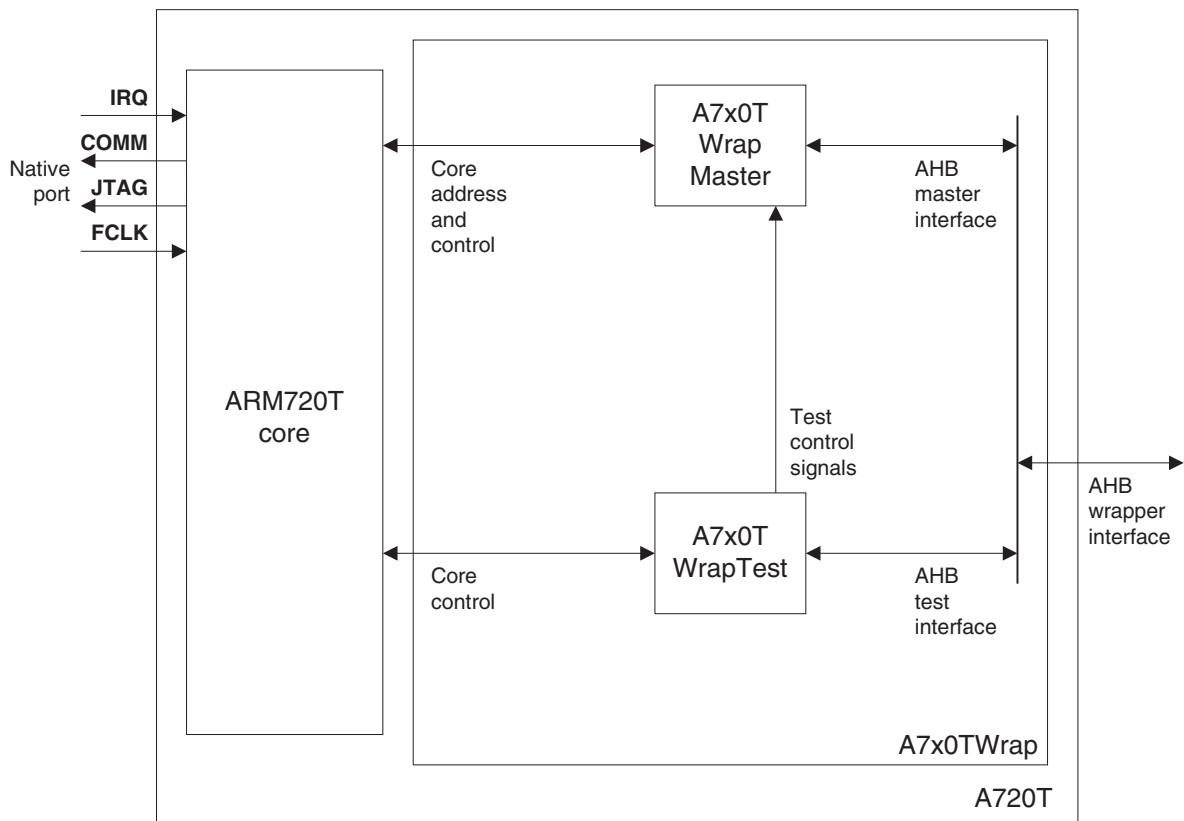 IRQ
COMM
Native
port
JTAG
FCLK
ARM720T
core
A7x0T
Wrap
Master
Core
address
and
control
AHB
master
interface
Test
control
signals
A7x0T
WrapTest
Core
control
AHB
test
interface
AHB
wrapper
interface
A7x0TWrap
A720T